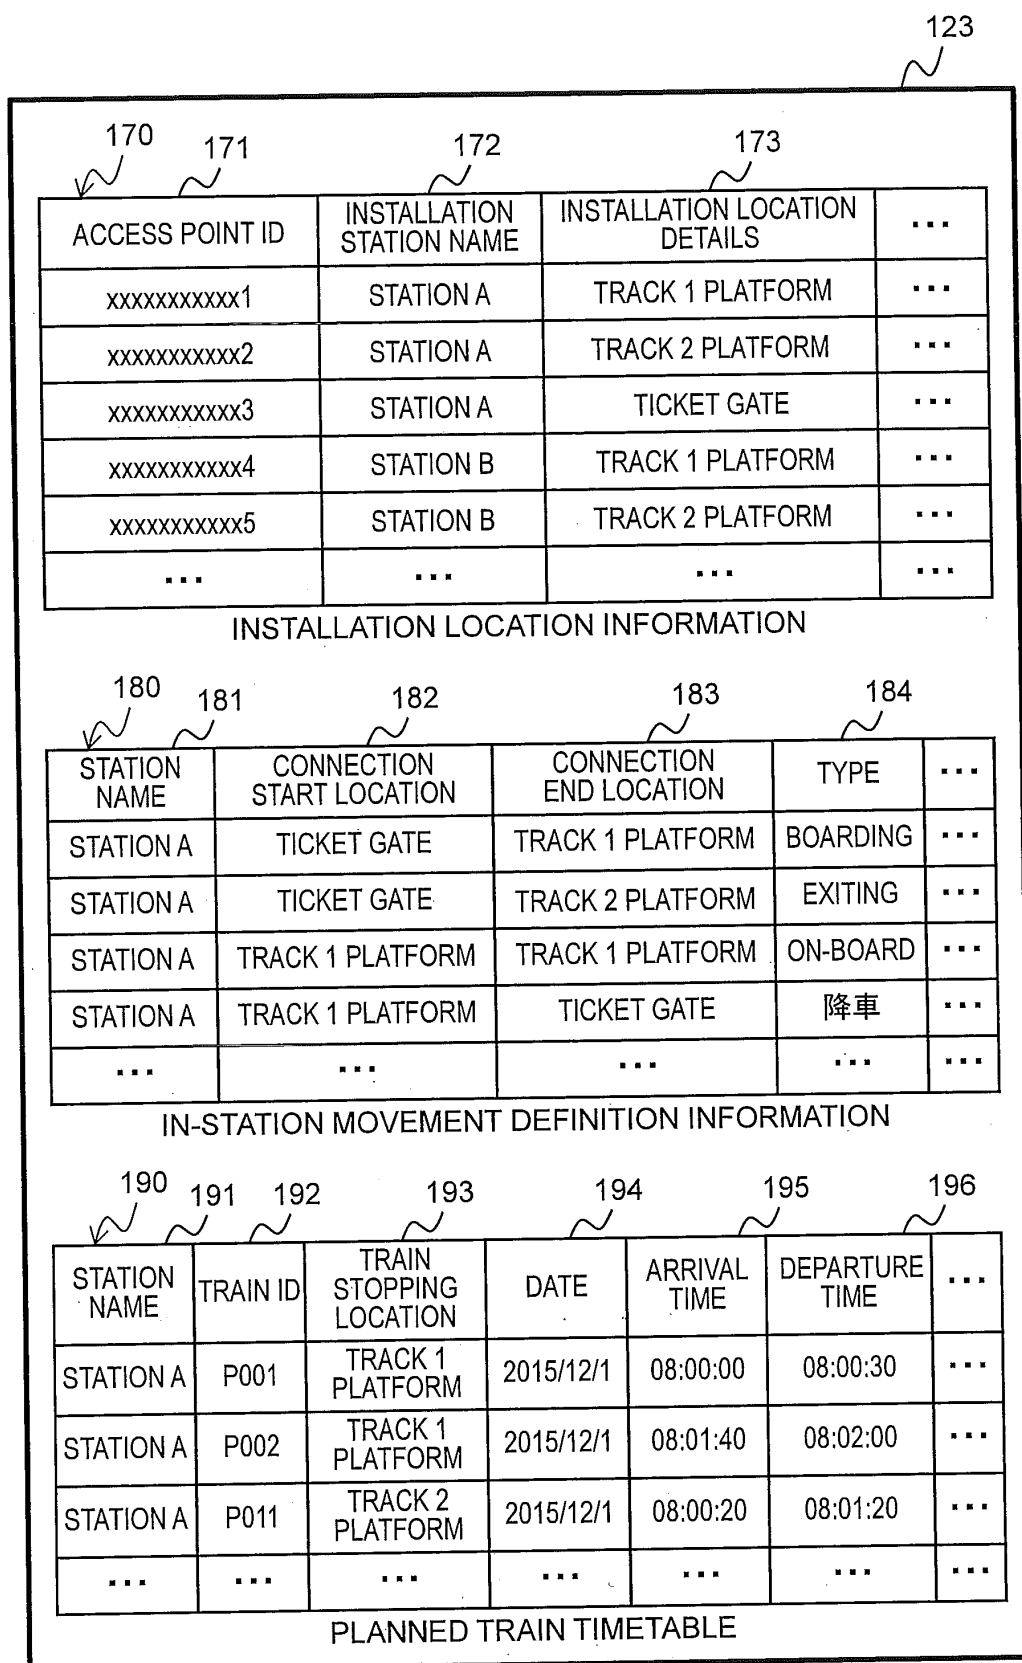 123
170 171 172 173
ACCESS POINT ID INSTALLATION STATION NAME INSTALLATION LOCATION DETAILS ...
xxxxxxxxxxx1 STATION A TRACK 1 PLATFORM ...
xxxxxxxxxxx2 STATION A TRACK 2 PLATFORM ...
xxxxxxxxxxx3 STATION A TICKET GATE ...
xxxxxxxxxxx4 STATION B TRACK 1 PLATFORM ...
xxxxxxxxxxx5 STATION B TRACK 2 PLATFORM ...
... ... ... ...
INSTALLATION LOCATION INFORMATION
180 181 182 183 184
STATION NAME CONNECTION START LOCATION CONNECTION END LOCATION TYPE ...
STATION A TICKET GATE TRACK 1 PLATFORM BOARDING ...
STATION A TICKET GATE TRACK 2 PLATFORM EXITING ...
STATION A TRACK 1 PLATFORM TRACK 1 PLATFORM ON-BOARD ...
STATION A TRACK 1 PLATFORM TICKET GATE 降車 ...
... ... ... ... ...
IN-STATION MOVEMENT DEFINITION INFORMATION
190 191 192 193 194 195 196
STATION NAME TRAIN ID TRAIN STOPPING LOCATION DATE ARRIVAL TIME DEPARTURE TIME ...
STATION A P001 TRACK 1 PLATFORM 2015/12/1 08:00:00 08:00:30 ...
STATION A P002 TRACK 1 PLATFORM 2015/12/1 08:01:40 08:02:00 ...
STATION A P011 TRACK 2 PLATFORM 2015/12/1 08:00:20 08:01:20 ...
... ... ... ... ... ... ...
PLANNED TRAIN TIMETABLE